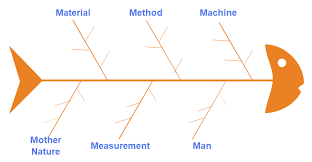 Material
Method
Machine
Mother
Nature
Measurement
Man